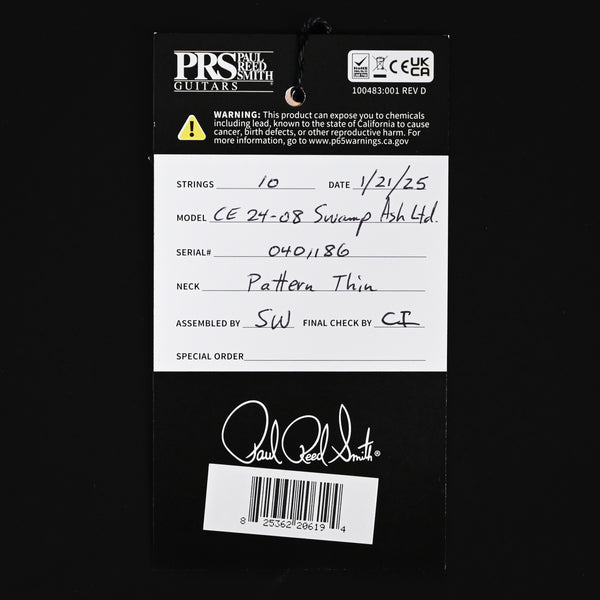 PRS PAUL REED SMITH
GUITARS
CE UK CA
100483:001 REV D
WARNING: This product can expose you to chemicals
including lead, known to the state of California to cause
cancer, birth defects, or other reproductive harm. For
more information, go to www.p65warnings.ca.gov
STRINGS 10 DATE 1/21/25
MODEL CE 24-08 Swamp Ash Ltd.
SERIAL# 0401186
NECK Pattern Thin
ASSEMBLED BY SW FINAL CHECK BY CI
SPECIAL ORDER
Paul Reed Smith®
8 25362 20619 4